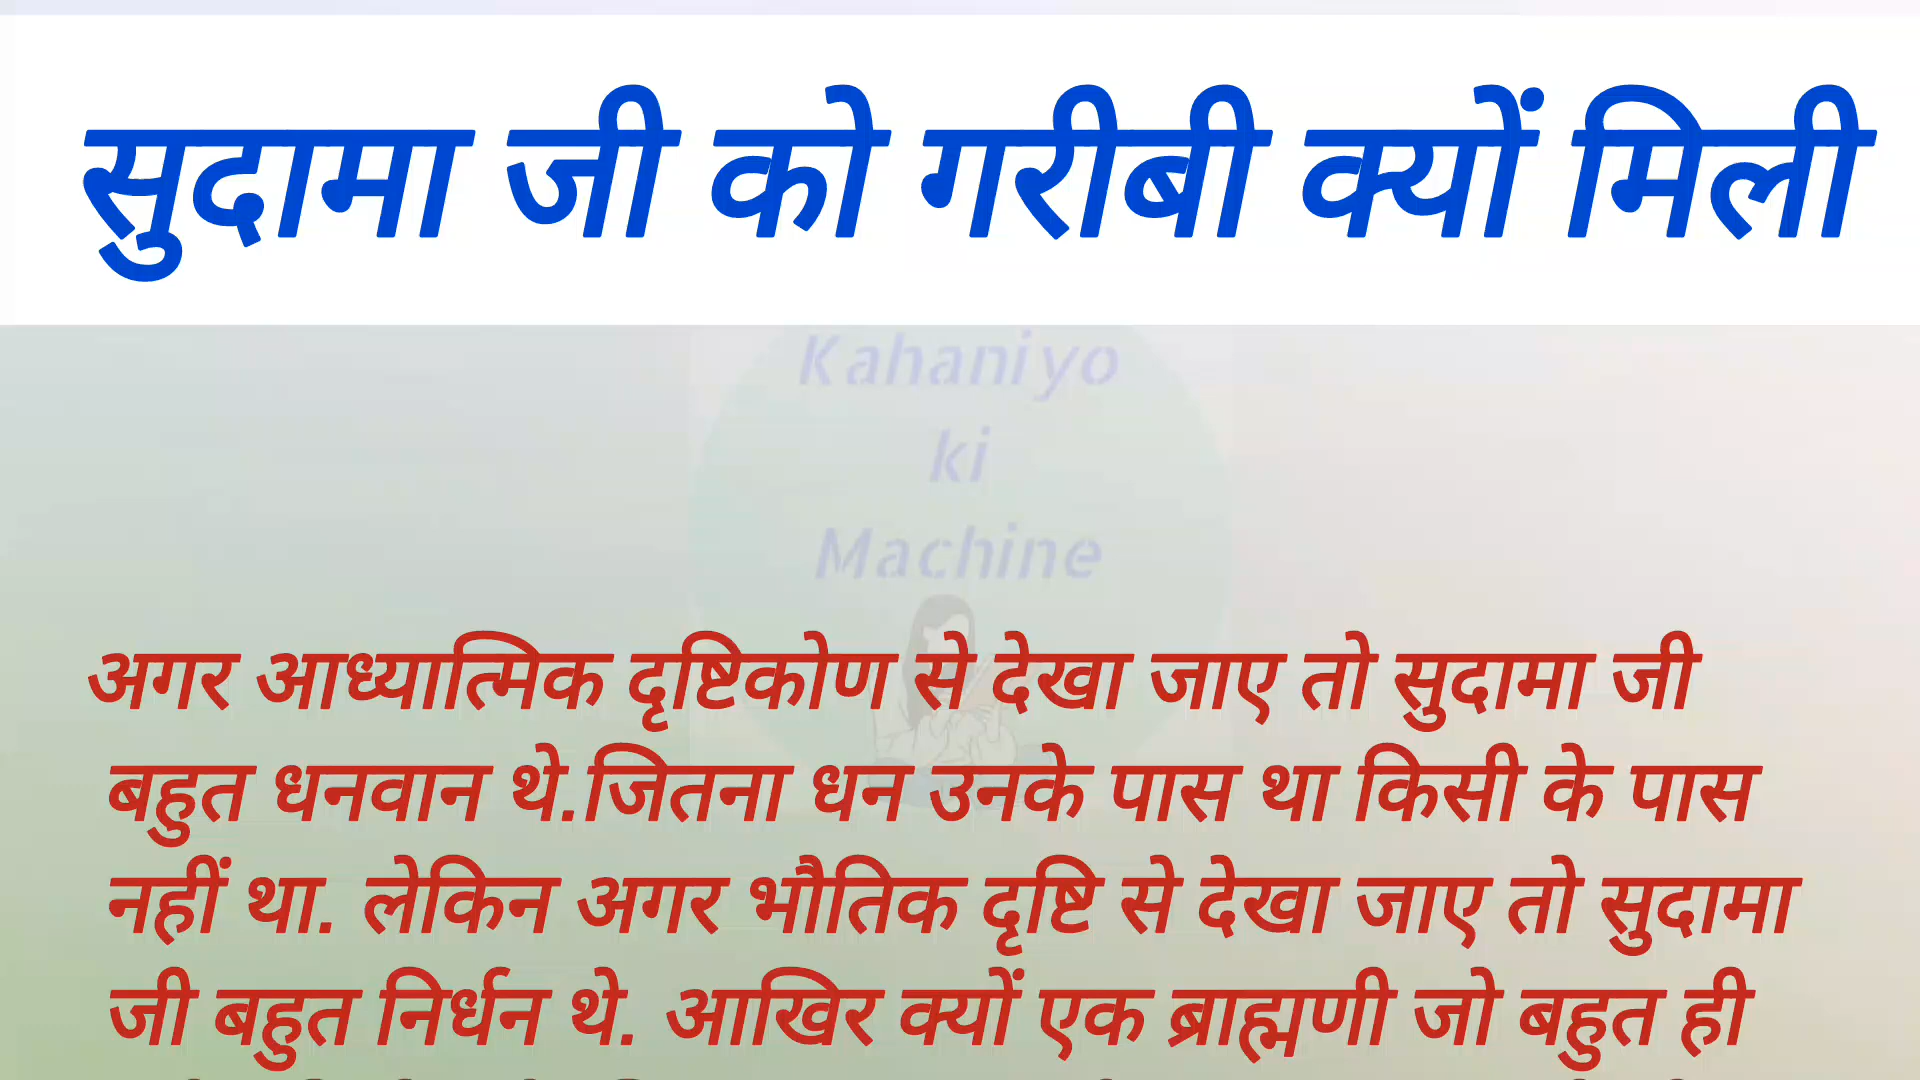 सुदामा जी को गरीबी क्यों मिली
Kahaniyo
ki
Machine
अगर आध्यात्मिक दृष्टिकोण से देखा जाए तो सुदामा जी
बहुत धनवान थे.जितना धन उनके पास था किसी के पास
नहीं था. लेकिन अगर भौतिक दृष्टि से देखा जाए तो सुदामा
जी बहुत निर्धन थे. आखिर क्यों एक ब्राह्मणी जो बहुत ही